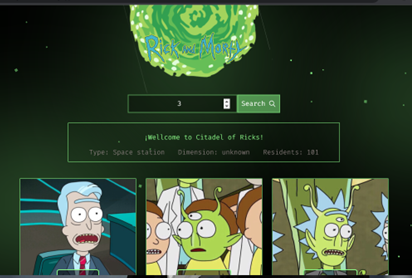 Rick and Morty
3 Search
¡Wellcome to Citadel of Ricks!
Type: Space station Dimension: unknown Residents: 101